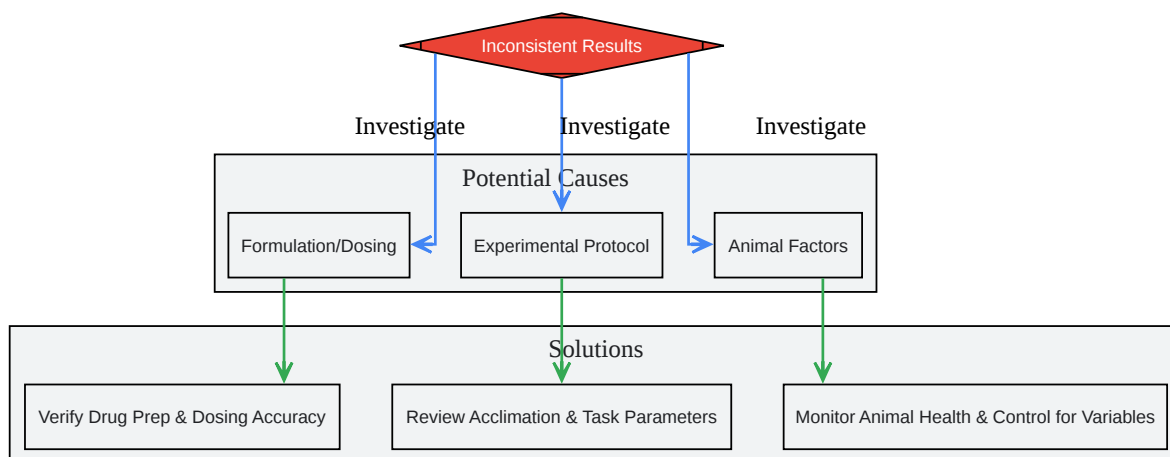 Inconsistent Results
Investigate
Investigate
Investigate
Potential Causes
Formulation/Dosing
Experimental Protocol
Animal Factors
Solutions
Verify Drug Prep & Dosing Accuracy
Review Acclimation & Task Parameters
Monitor Animal Health & Control for Variables